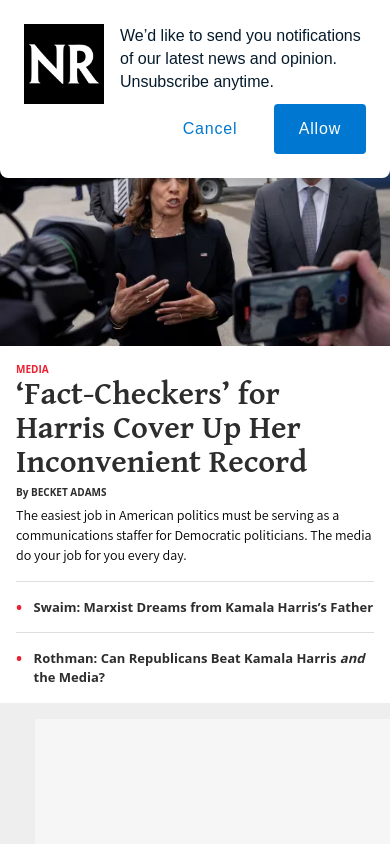 NR
We’d like to send you notifications
of our latest news and opinion.
Unsubscribe anytime.
Cancel
Allow
MEDIA
‘Fact-Checkers’ for
Harris Cover Up Her
Inconvenient Record
By BECKET ADAMS
The easiest job in American politics must be serving as a
communications staffer for Democratic politicians. The media
do your job for you every day.
• Swaim: Marxist Dreams from Kamala Harris’s Father
• Rothman: Can Republicans Beat Kamala Harris and
the Media?